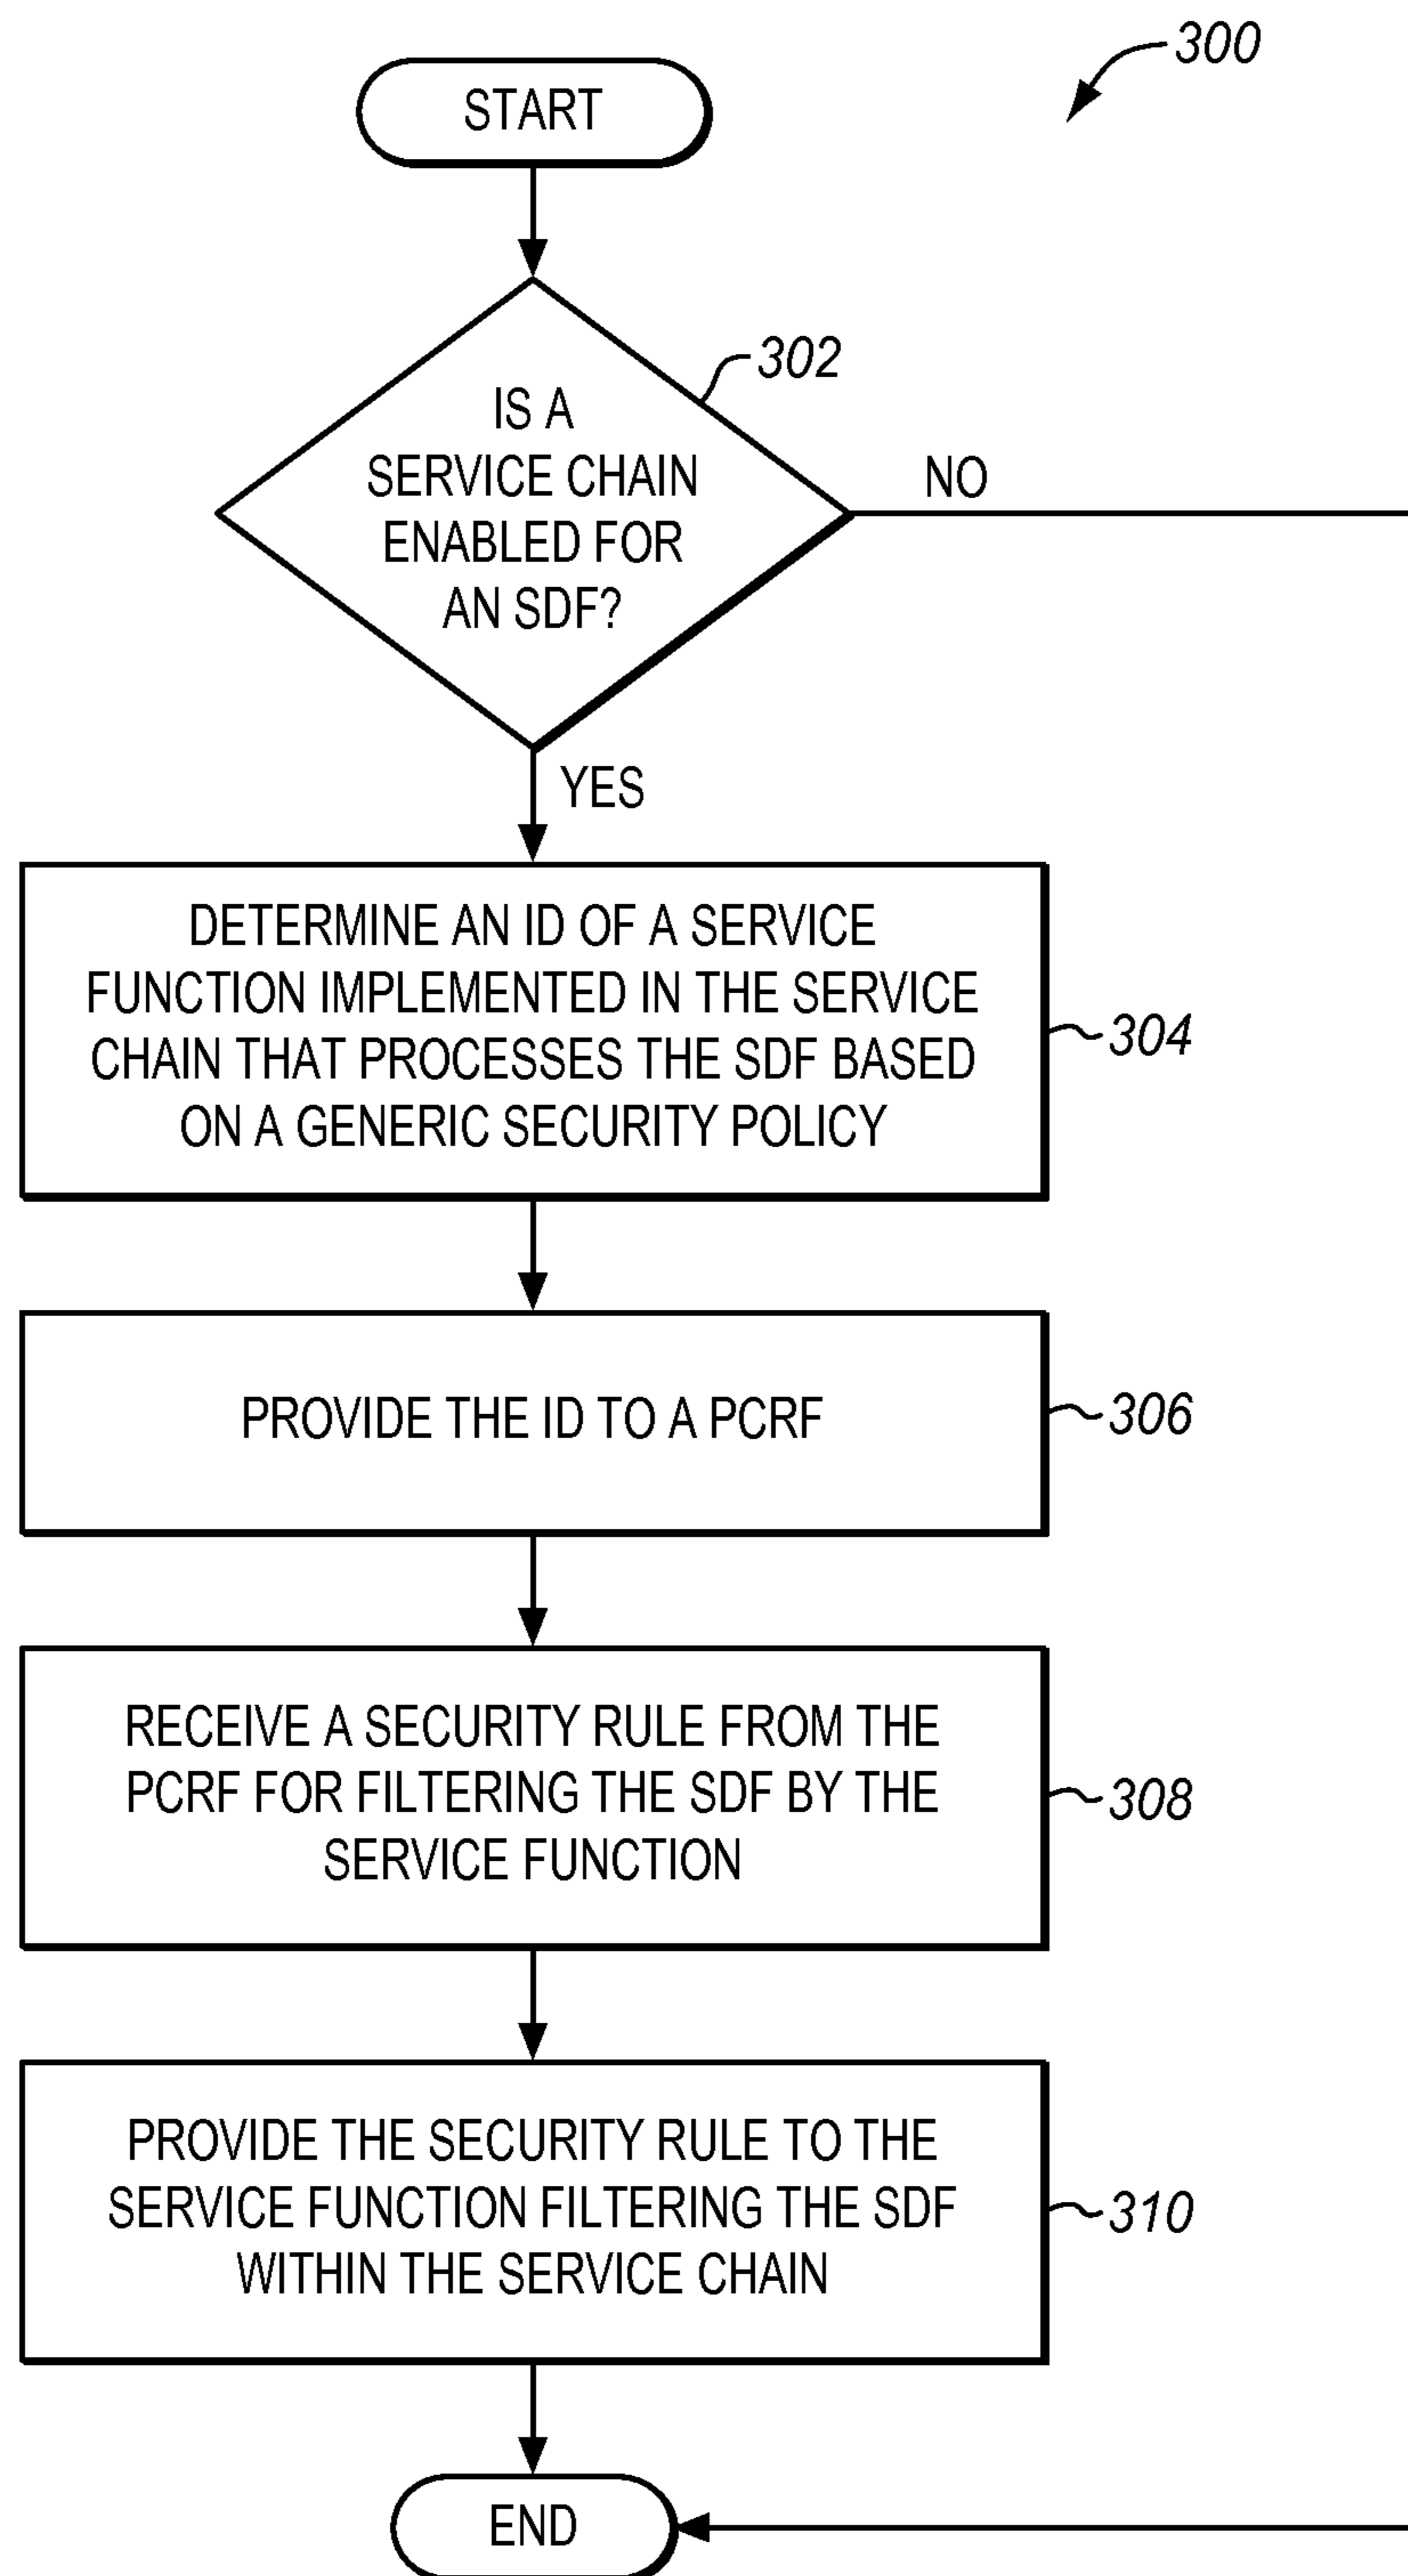 300
START
302
IS A
SERVICE CHAIN
ENABLED FOR
AN SDF?
NO
YES
DETERMINE AN ID OF A SERVICE
FUNCTION IMPLEMENTED IN THE SERVICE
CHAIN THAT PROCESSES THE SDF BASED
ON A GENERIC SECURITY POLICY
304
PROVIDE THE ID TO A PCRF
306
RECEIVE A SECURITY RULE FROM THE
PCRF FOR FILTERING THE SDF BY THE
SERVICE FUNCTION
308
PROVIDE THE SECURITY RULE TO THE
SERVICE FUNCTION FILTERING THE SDF
WITHIN THE SERVICE CHAIN
310
END